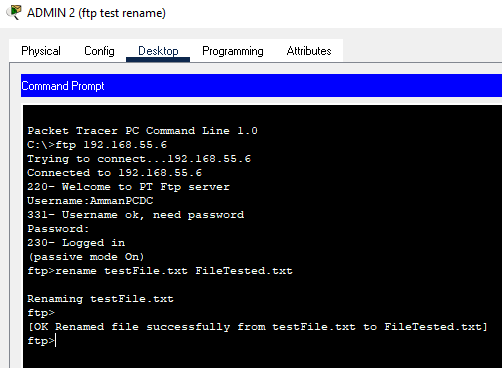 ADMIN 2 (ftp test rename)
Physical Config Desktop Programming Attributes
Command Prompt
Packet Tracer PC Command Line 1.0
C:\>ftp 192.168.55.6
Trying to connect...192.168.55.6
Connected to 192.168.55.6
220- Welcome to PT Ftp server
Username:AmmanPCDC
331- Username ok, need password
Password:
230- Logged in
(passive mode On)
ftp>rename testFile.txt FileTested.txt
Renaming testFile.txt
ftp>
[OK Renamed file successfully from testFile.txt to FileTested.txt]
ftp>